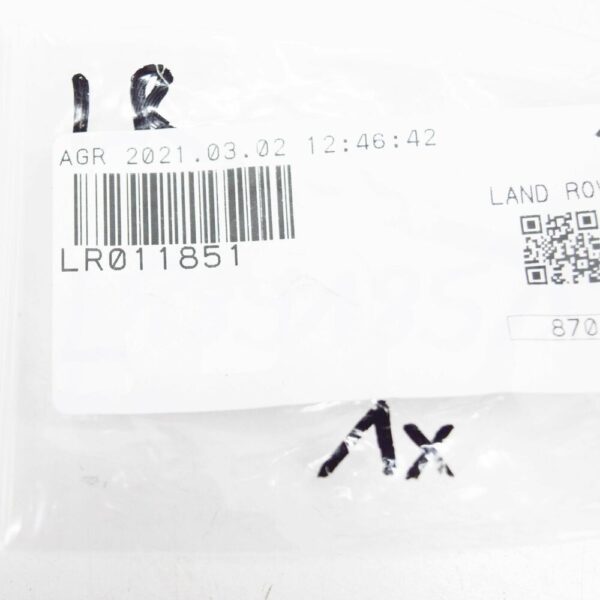 LR
AGR 2021.03.02 12:46:42
LAND ROV
LR011851
870
1x